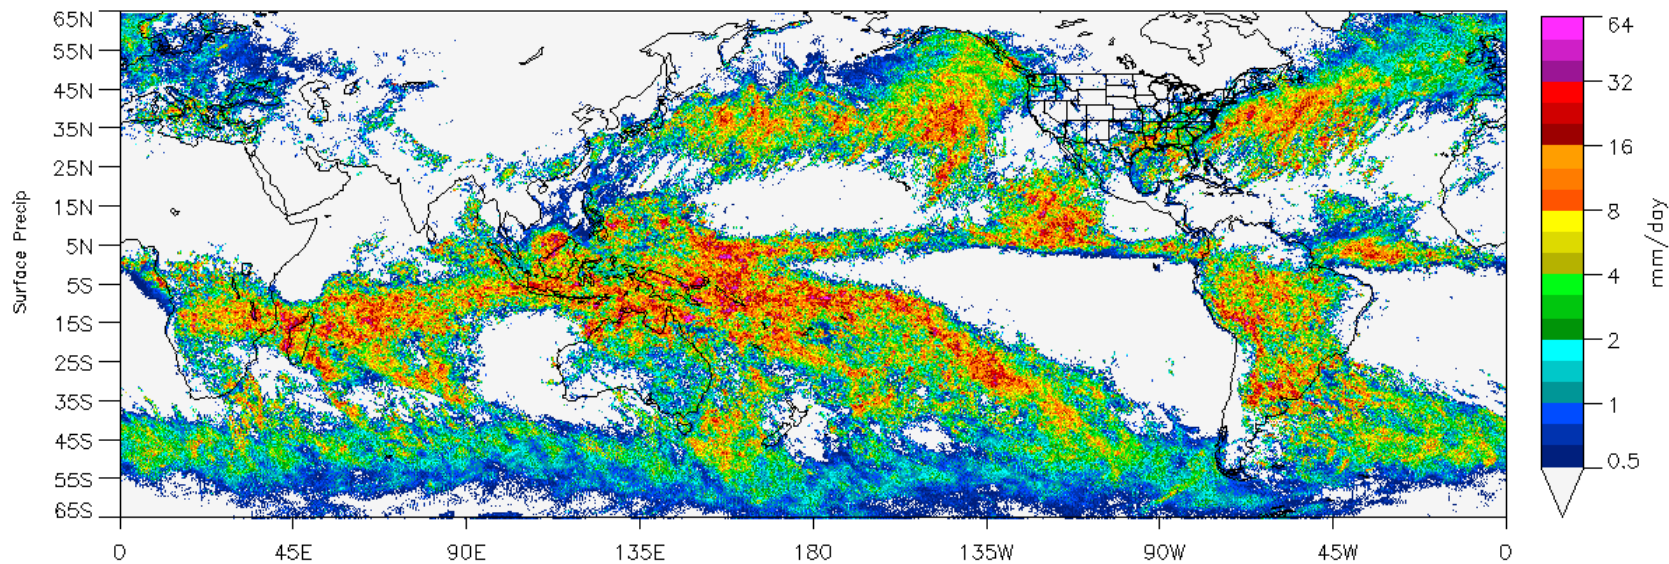 65N
55N
45N
35N
25N
15N
5N
5S
15S
25S
35S
45S
55S
65S
Surface Precip
0 45E 90E 135E 180 135W 90W 45W 0
64
32
16
8
4
2
1
0.5
mm/day